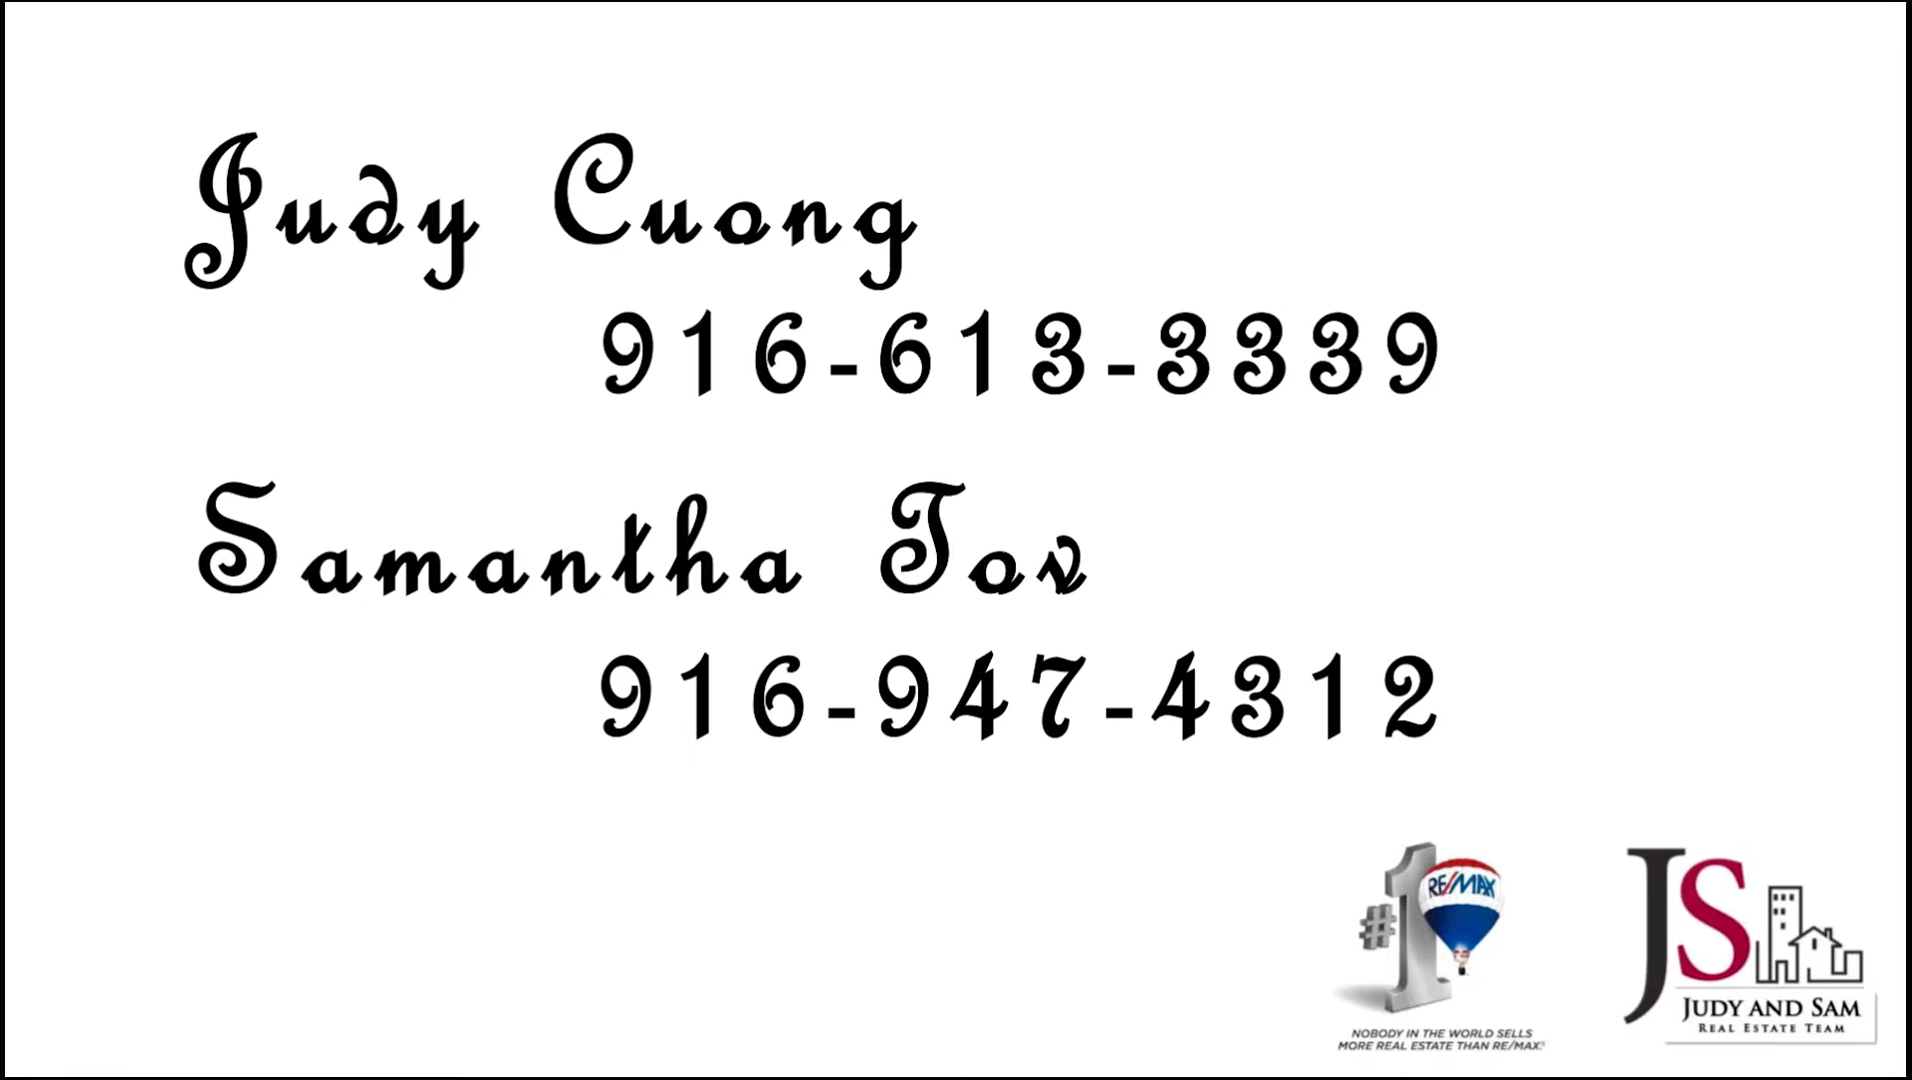 Judy Cuong
916-613-3339
Samantha Tov
916-947-4312
#1
RE/MAX
NOBODY IN THE WORLD SELLS
MORE REAL ESTATE THAN RE/MAX.
JS
JUDY AND SAM
REAL ESTATE TEAM